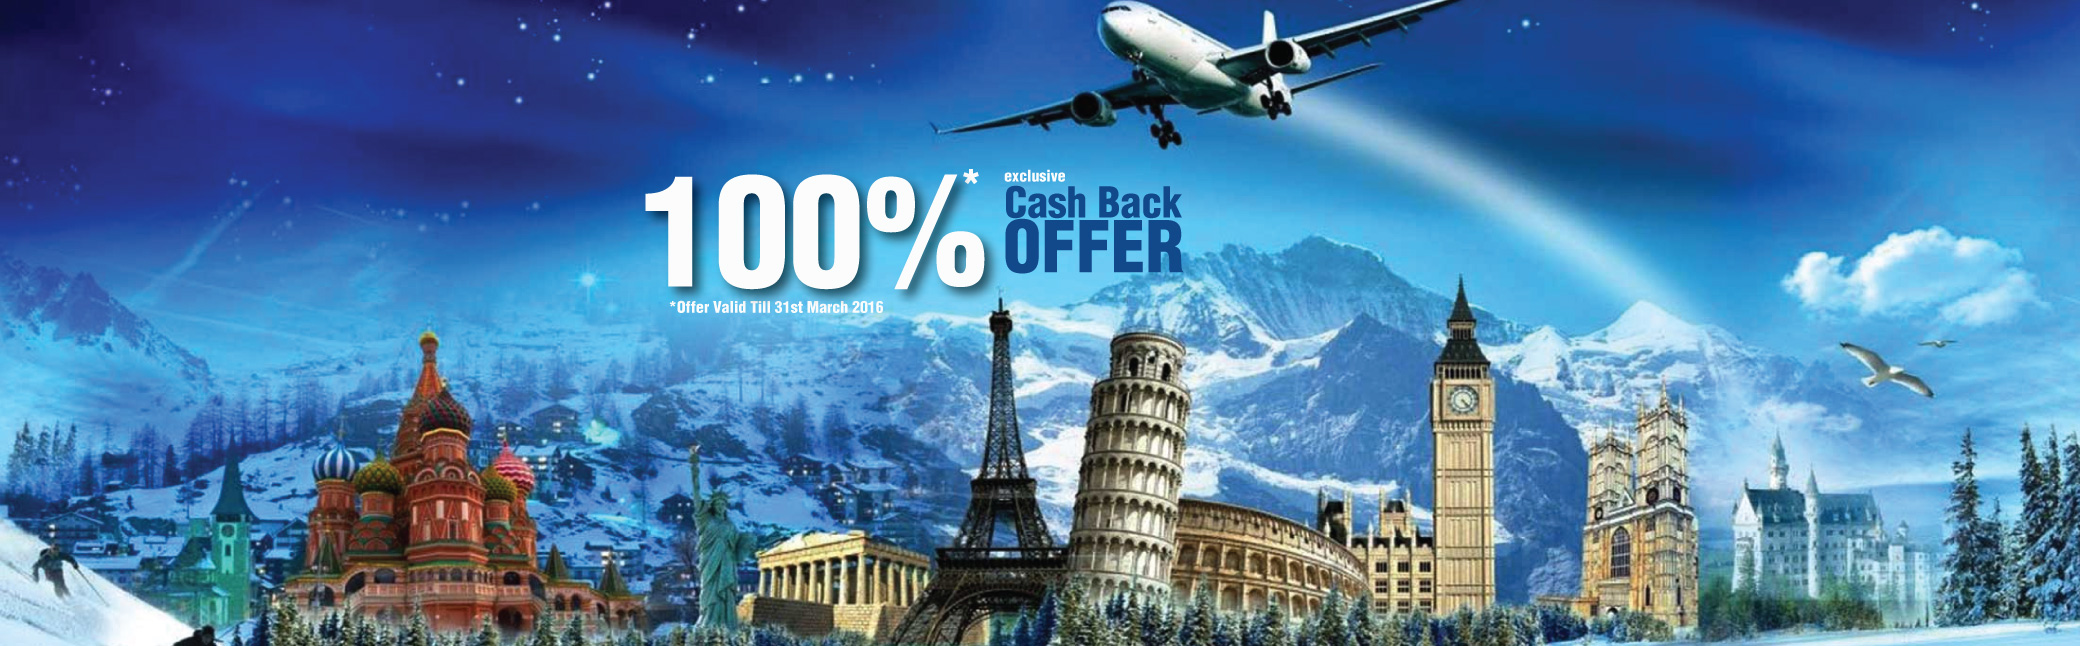 100%*
exclusive
Cash Back
OFFER
*Offer Valid Till 31st March 2016